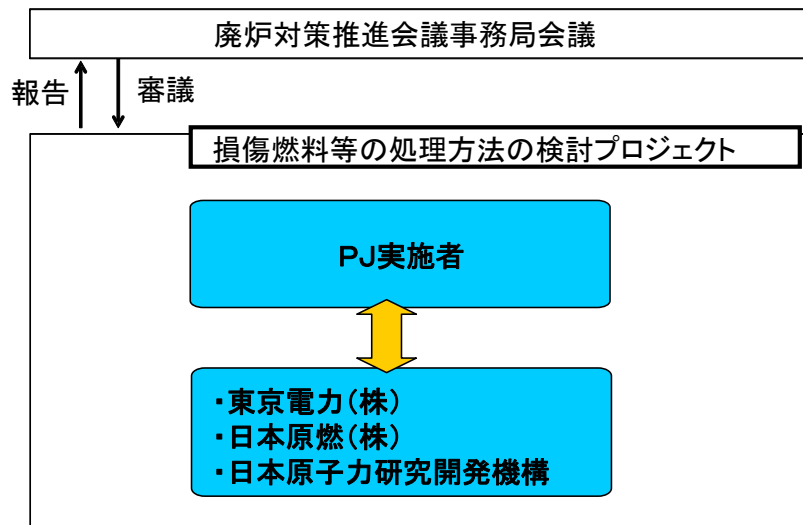 廃炉対策推進会議事務局会議
報告
審議
損傷燃料等の処理方法の検討プロジェクト
PJ実施者
・東京電力(株)
・日本原燃(株)
・日本原子力研究開発機構